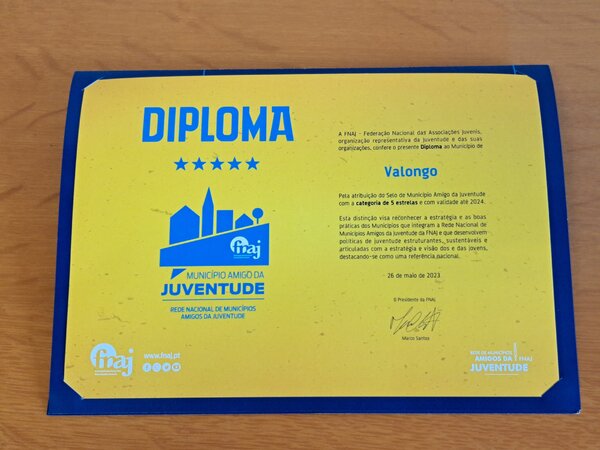 DIPLOMA
fnaj
MUNICÍPIO AMIGO DA
JUVENTUDE
REDE NACIONAL DE MUNICÍPIOS
AMIGOS DA JUVENTUDE
fnaj
www.fnaj.pt
A FNAJ - Federação Nacional das Associações Juvenis,
organização representativa da Juventude e das suas
organizações, confere o presente Diploma ao Município de
Valongo
Pela atribuição do Selo de Município Amigo da Juventude
com a categoria de 5 estrelas e com validade até 2024.
Esta distinção visa reconhecer a estratégia e as boas
práticas dos Municípios que integram a Rede Nacional de
Municípios Amigos da Juventude da FNAJ e que desenvolvem
políticas de juventude estruturantes, sustentáveis e
articuladas com a estratégia e visão dos e das jovens,
destacando-se como uma referência nacional.
26 de maio de 2023
O Presidente da FNAJ
Marco Santos
REDE DE MUNICÍPIOS
AMIGOS DA FNAJ
JUVENTUDE